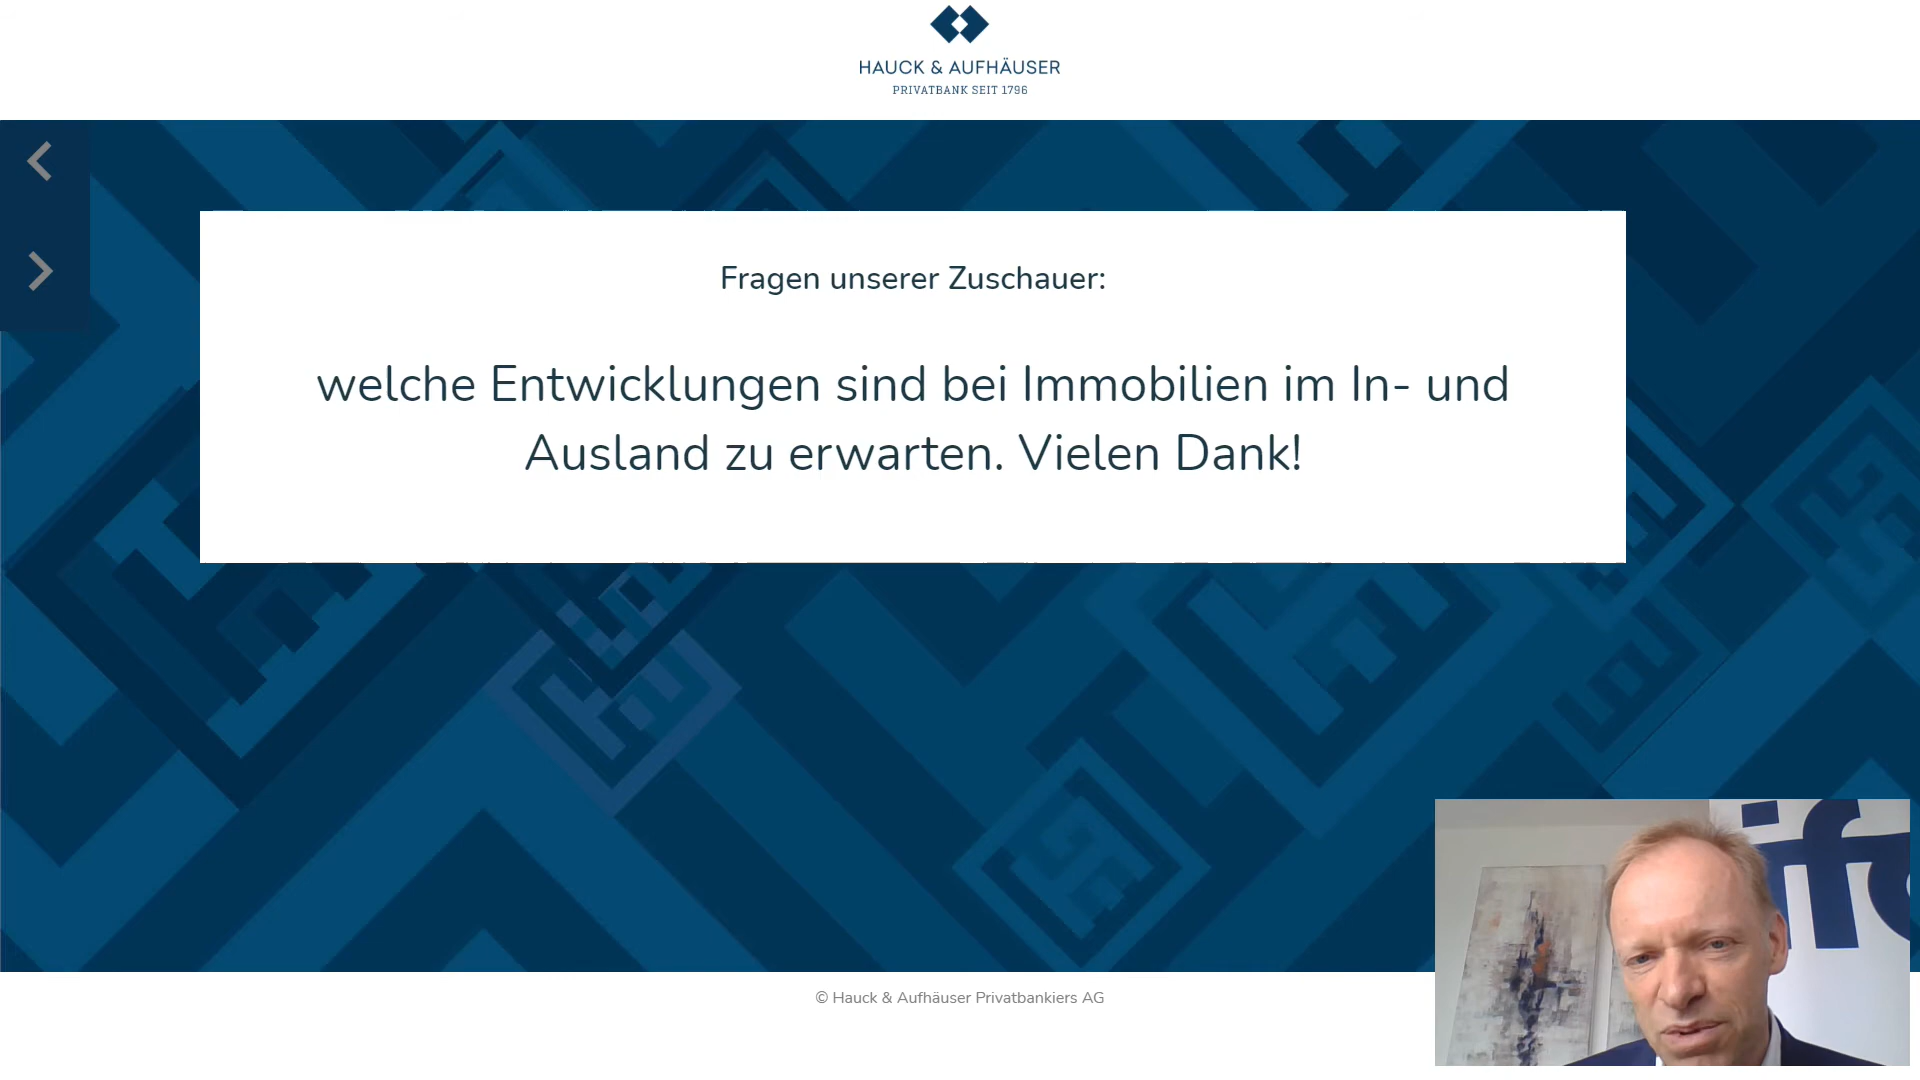 HAUCK & AUFHÄUSER
PRIVATBANK SEIT 1796
Fragen unserer Zuschauer:
welche Entwicklungen sind bei Immobilien im In- und
Ausland zu erwarten. Vielen Dank!
© Hauck & Aufhäuser Privatbankiers AG